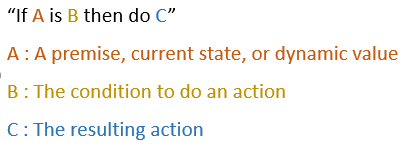 “If A is B then do C”
A : A premise, current state, or dynamic value
B : The condition to do an action
C : The resulting action